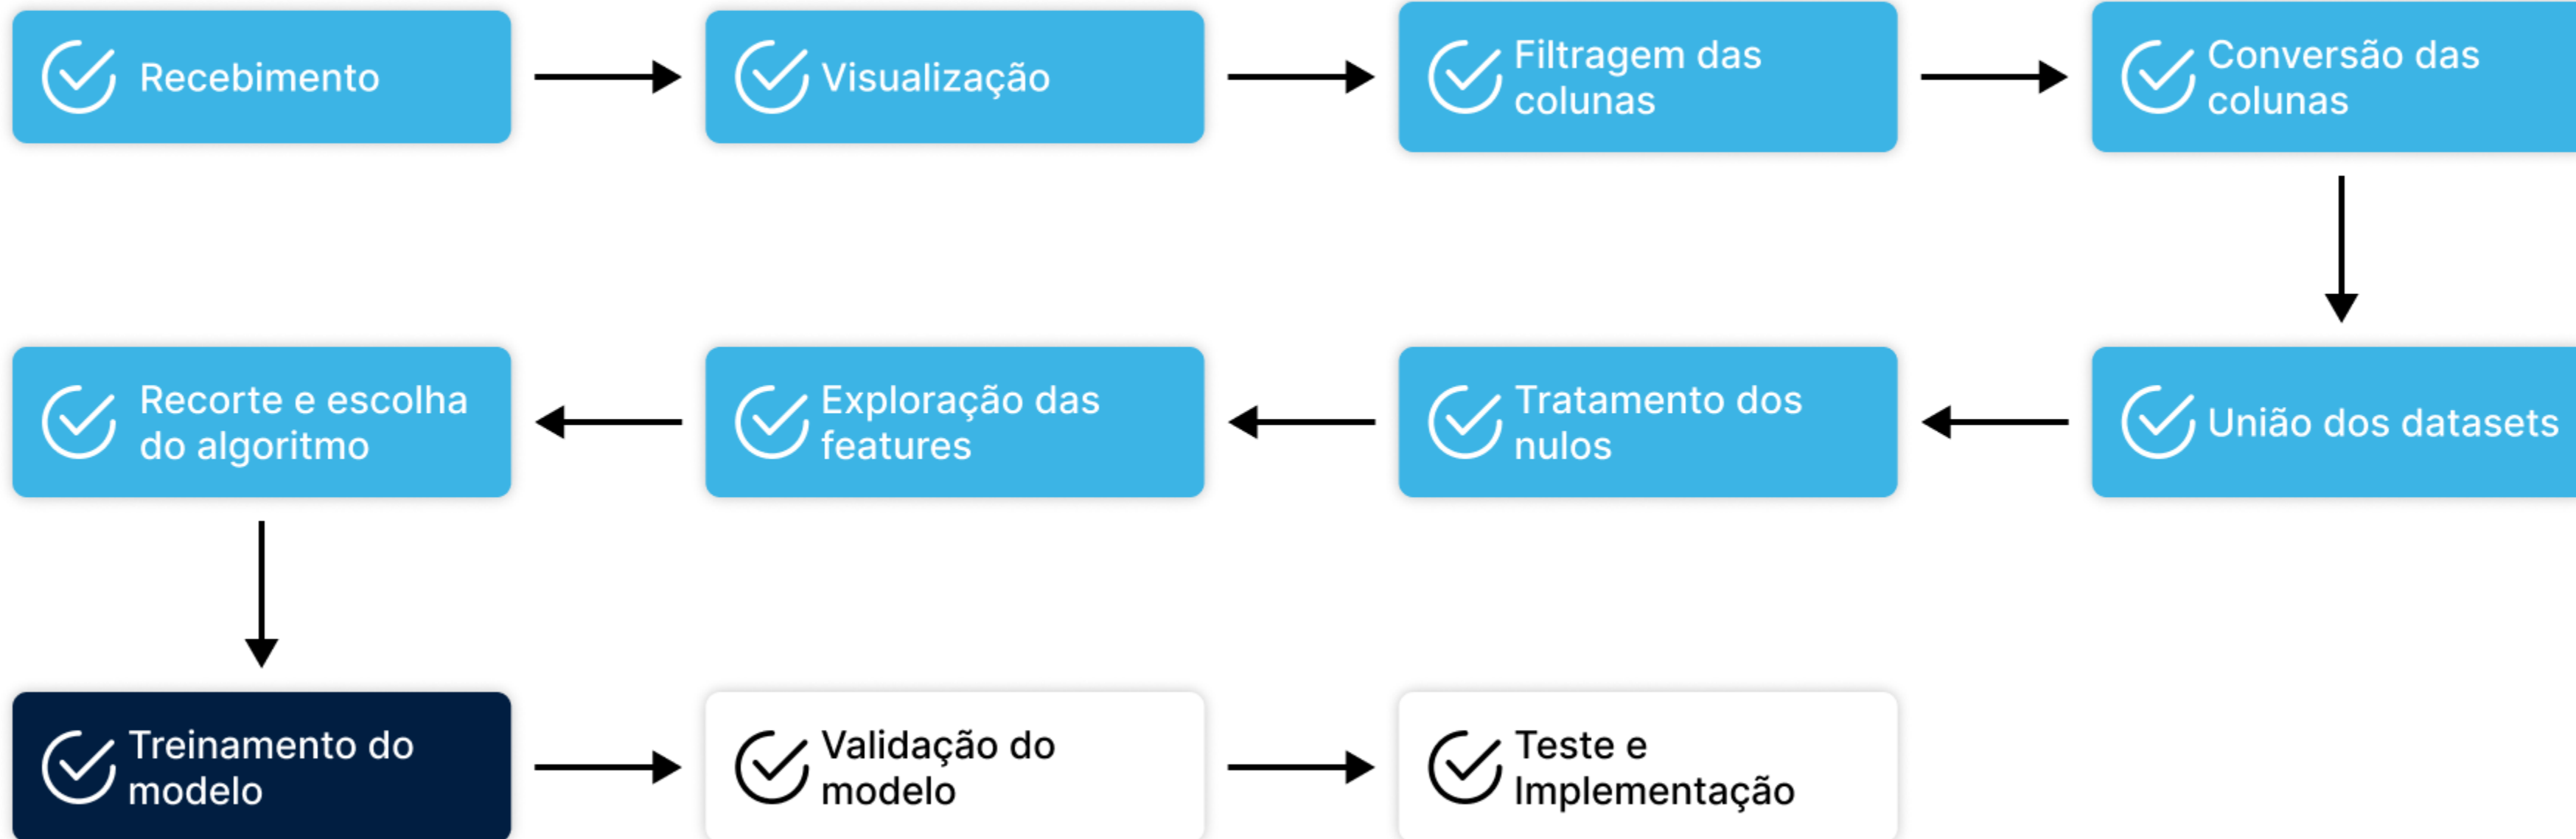 Recebimento
Visualização
Filtragem das
colunas
Conversão das
colunas
Recorte e escolha
do algoritmo
Exploração das
features
Tratamento dos
nulos
União dos datasets
Treinamento do
modelo
Validação do
modelo
Teste e
Implementação